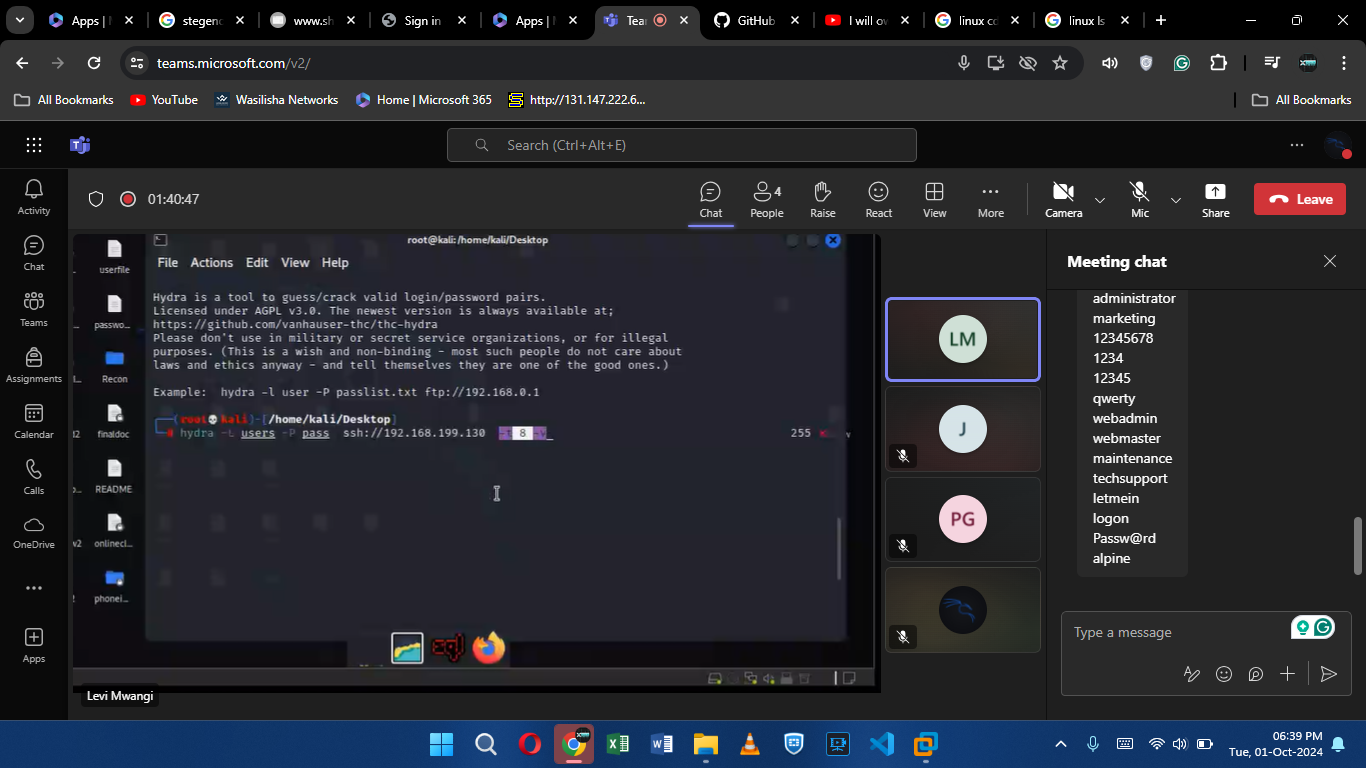 Apps | M
stegenc
www.sh
Sign in
Apps | M
Tea
GitHub
I will ov
linux co
linux ls
teams.microsoft.com/v2/
All Bookmarks
YouTube
Wasilisha Networks
Home | Microsoft 365
http://131.147.222.6...
All Bookmarks
Search (Ctrl+Alt+E)
01:40:47
Chat
People
4
Raise
React
View
More
Camera
Mic
Share
Leave
Activity
Chat
Teams
Assignments
Calendar
Calls
OneDrive
Apps
userfile
passwo...
Recon
finaldoc
README
onlinecl...
phonei...
root@kali: /home/kali/Desktop
File Actions Edit View Help
Hydra is a tool to guess/crack valid login/password pairs.
Licensed under AGPL v3.0. The newest version is always available at;
https://github.com/vanhauser-thc/thc-hydra
Please don't use in military or secret service organizations, or for illegal
purposes. (This is a wish and non-binding - most such people do not care about
laws and ethics anyway - and tell themselves they are one of the good ones.)
Example: hydra -l user -P passlist.txt ftp://192.168.0.1
(root💀kali)-[/home/kali/Desktop]
# hydra -L users -P pass ssh://192.168.199.130 -t 8 -v_ 255
Levi Mwangi
LM
J
PG
Meeting chat
administrator
marketing
12345678
1234
12345
qwerty
webadmin
webmaster
maintenance
techsupport
letmein
logon
Passw@rd
alpine
Type a message
06:39 PM
Tue, 01-Oct-2024